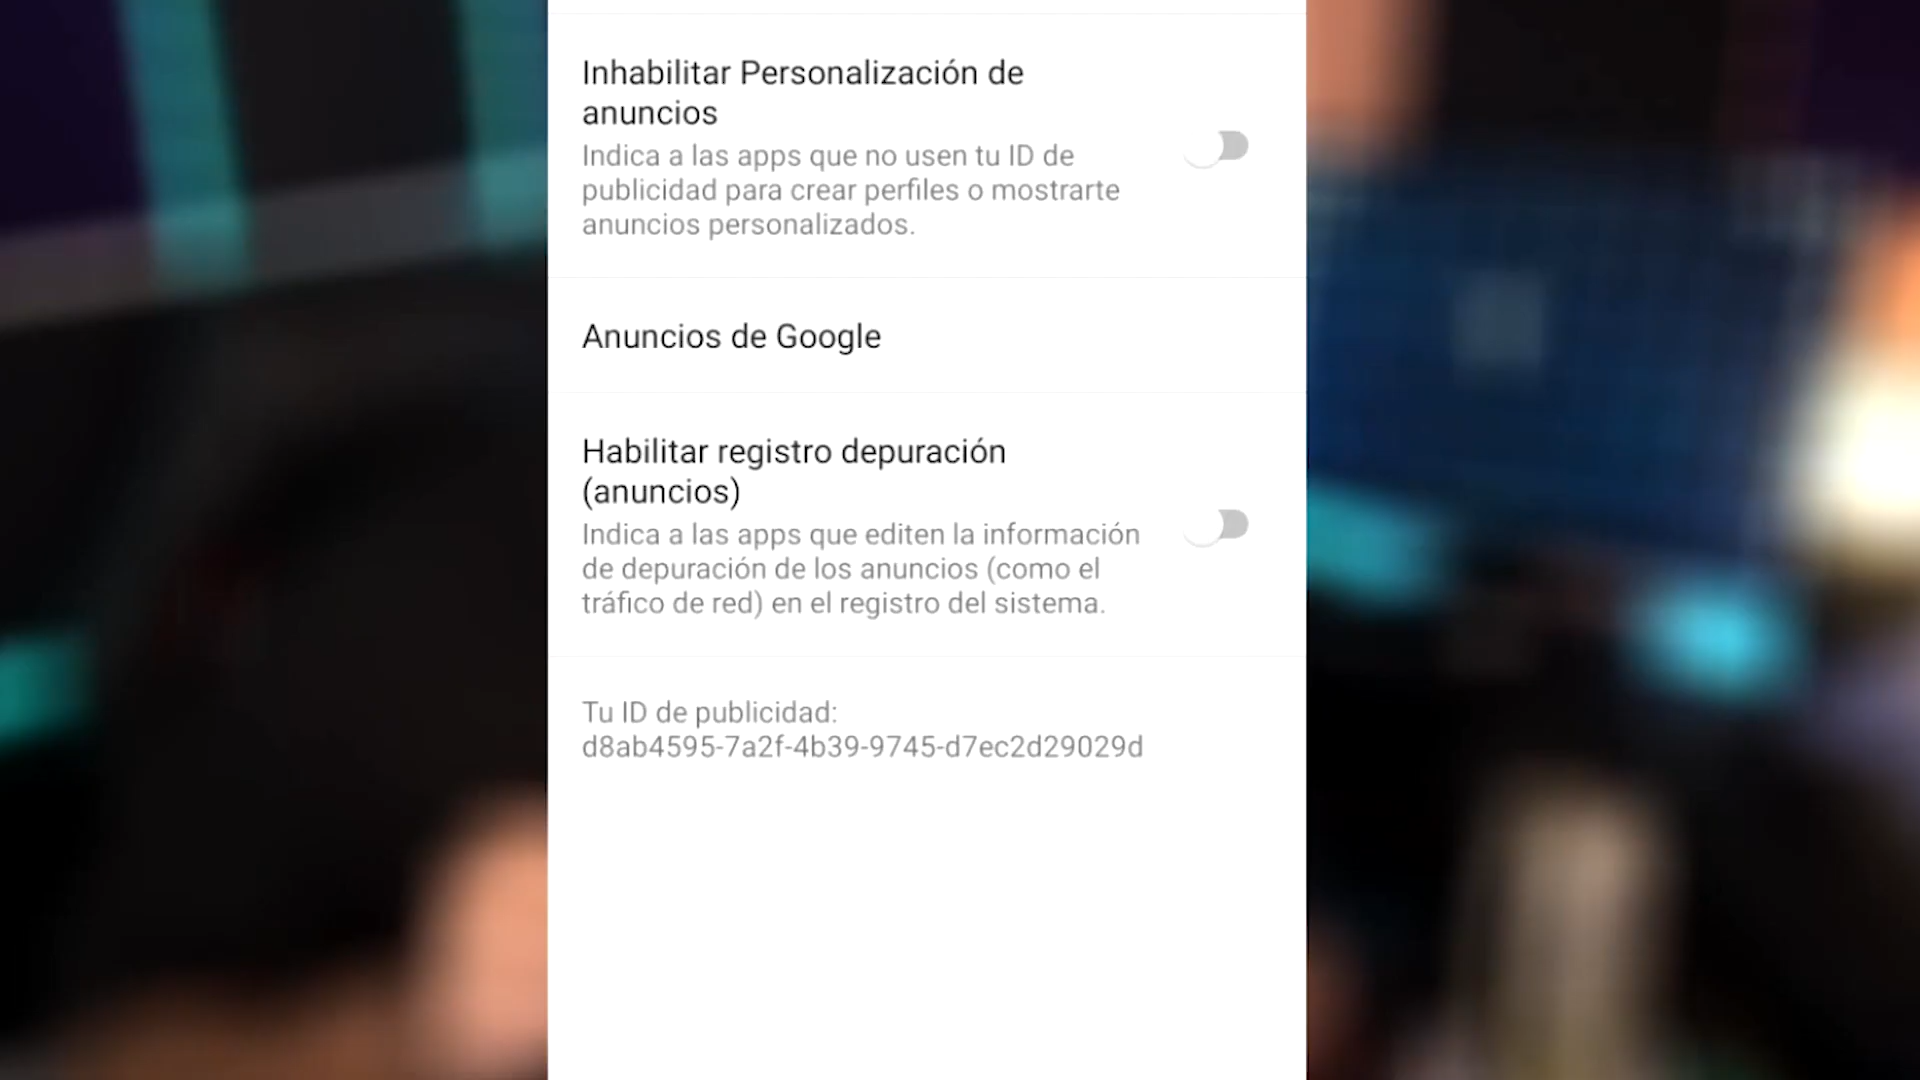 Inhabilitar Personalización de
anuncios
Indica a las apps que no usen tu ID de
publicidad para crear perfiles o mostrarte
anuncios personalizados.
Anuncios de Google
Habilitar registro depuración
(anuncios)
Indica a las apps que editen la información
de depuración de los anuncios (como el
tráfico de red) en el registro del sistema.
Tu ID de publicidad:
d8ab4595-7a2f-4b39-9745-d7ec2d29029d